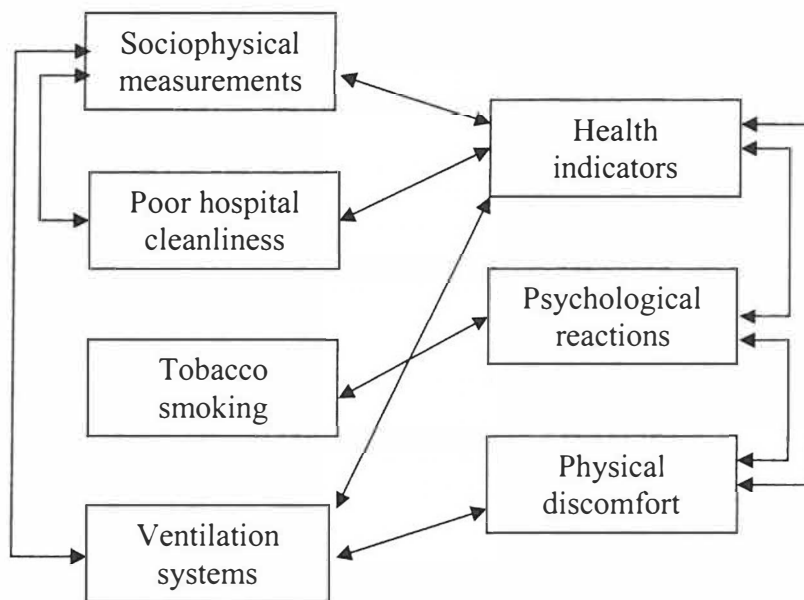 Sociophysical
measurements
Poor hospital
cleanliness
Tobacco
smoking
Ventilation
systems
Health
indicators
Psychological
reactions
Physical
discomfort